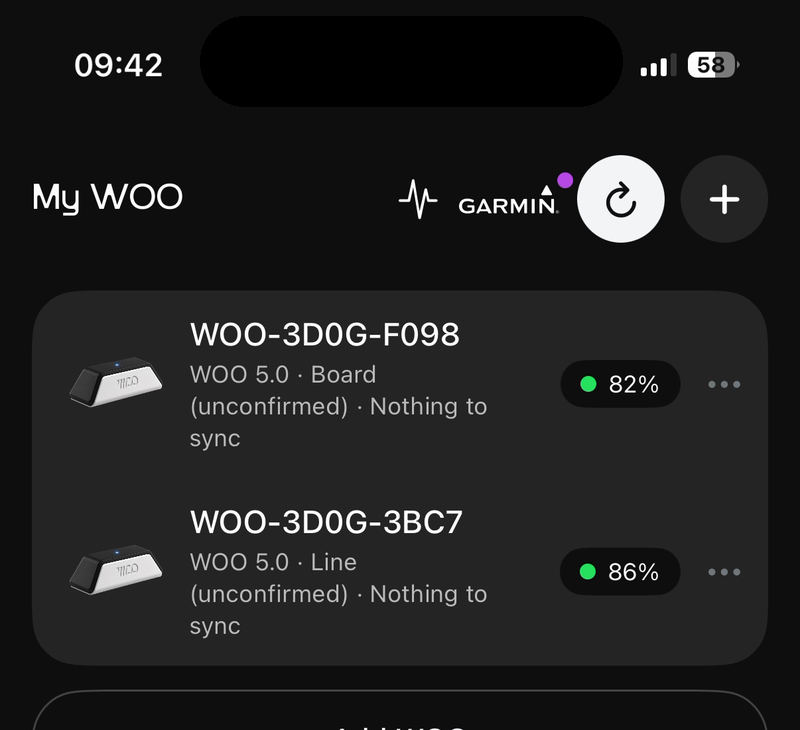 09:42
58
My WOO
GARMIN
WOO-3D0G-F098
WOO 5.0 · Board
(unconfirmed) · Nothing to
sync
82%
WOO-3D0G-3BC7
WOO 5.0 · Line
(unconfirmed) · Nothing to
sync
86%